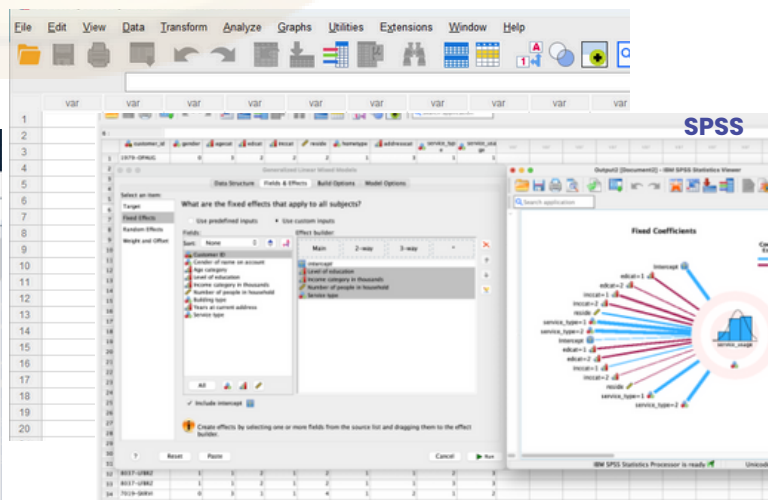 File Edit View Data Transform Analyze Graphs Utilities Extensions Window Help
var var var var var var var var var var
SPSS
1
2
3
4
5
6
7
8
9
10
11
12
13
14
15
16
17
18
19
20
customer_id gender agecat edcat inccat reside hometype addresscat service_type service_usage
Generalized Linear Mixed Models
Data Structure Fields & Effects Build Options Model Options
Select an item:
Target
Fixed Effects
Random Effects
Weight and Offset
What are the fixed effects that apply to all subjects?
Use predefined inputs Use custom inputs
Fields:
Sort: None
Customer ID
Gender of name on account
Age category
Level of education
Income category in thousands
Number of people in household
Building type
Years at current address
Service type
All
Include intercept
Effect builder:
Main 2-way 3-way *
Intercept
Level of education
Income category in thousands
Number of people in household
Service type
Create effects by selecting one or more fields from the source list and dragging them to the effect
builder.
? Reset Paste Cancel Run
Output2 [Document2] - IBM SPSS Statistics Viewer
Search application
Fixed Coefficients
Intercept
edcat=1
edcat=2
inccat=1
inccat=2
reside
service_type=1
service_type=2
Intercept
edcat=1
edcat=2
inccat=1
inccat=2
reside
service_type=1
service_type=2
service_usage
IBM SPSS Statistics Processor is ready